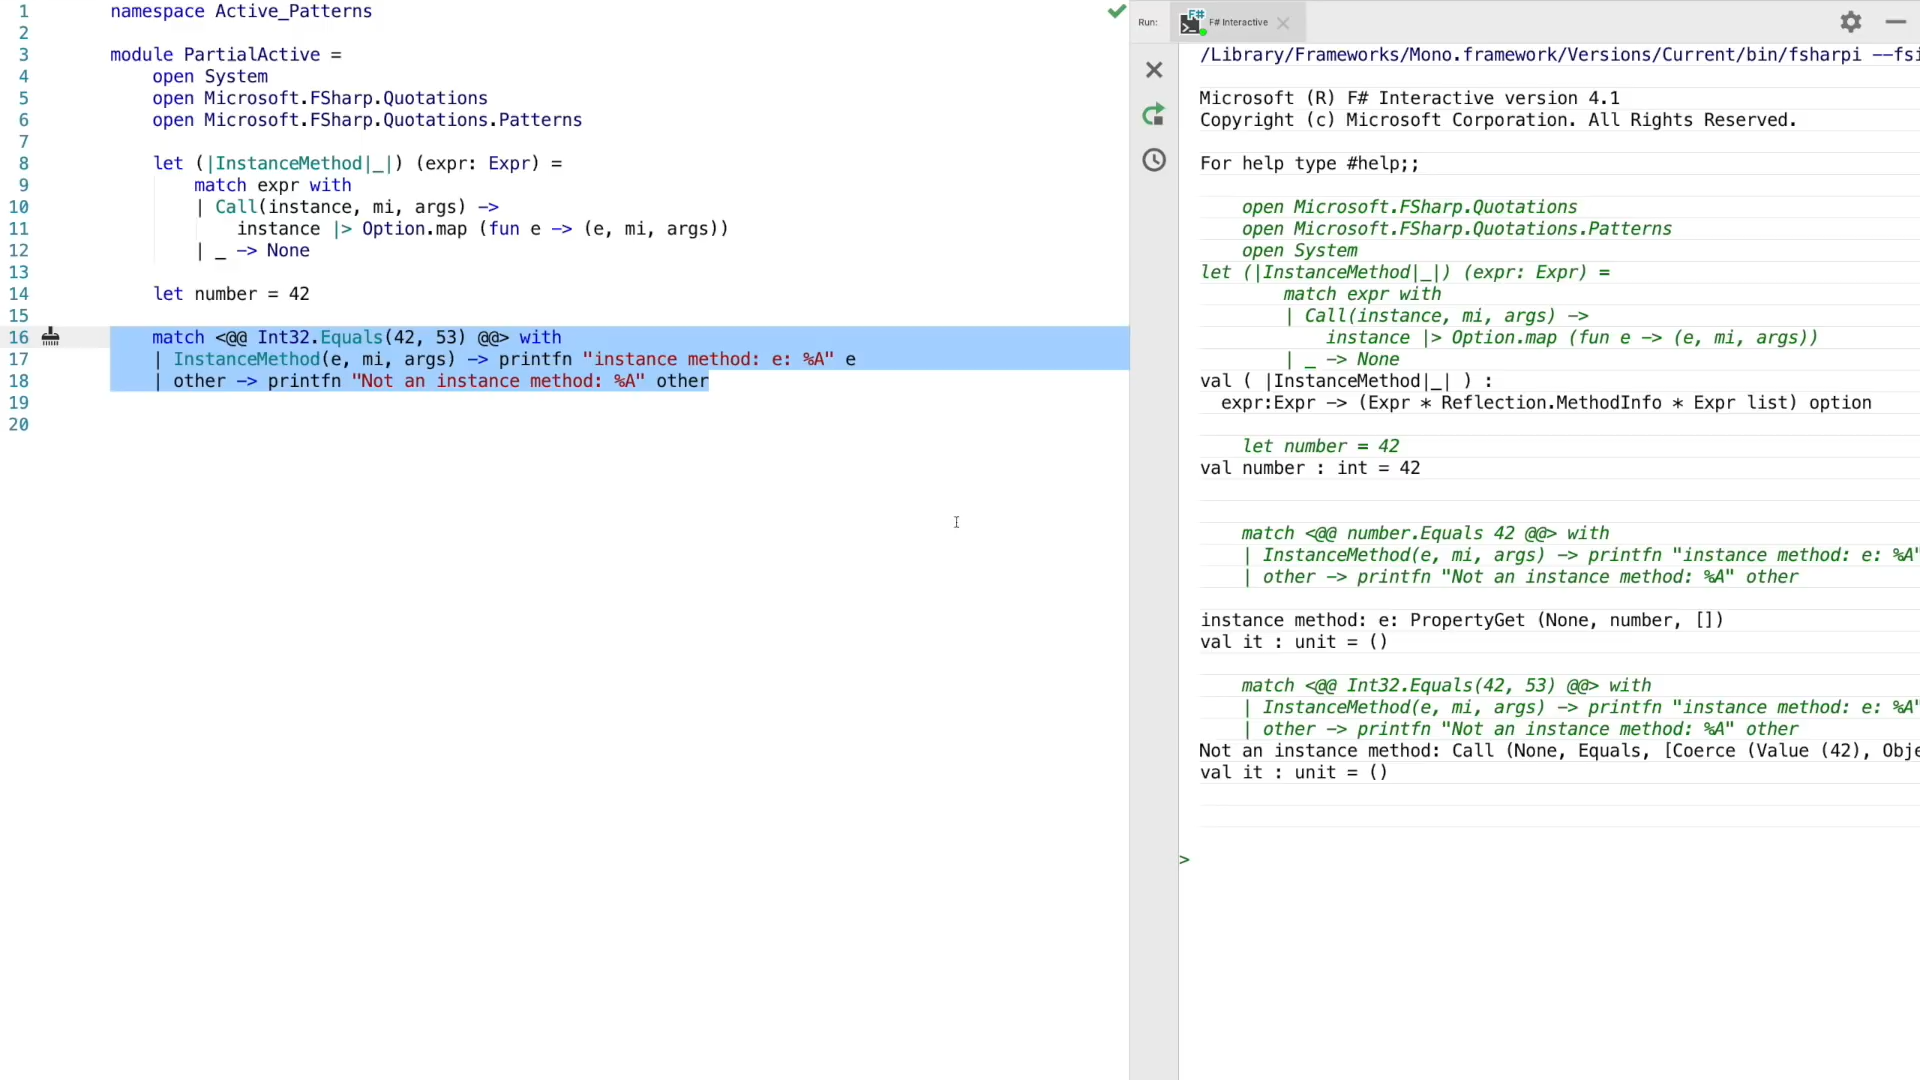 1 namespace Active_Patterns
2
3 module PartialActive =
4 open System
5 open Microsoft.FSharp.Quotations
6 open Microsoft.FSharp.Quotations.Patterns
7
8 let (|InstanceMethod|_|) (expr: Expr) =
9 match expr with
10 | Call(instance, mi, args) ->
11 instance |> Option.map (fun e -> (e, mi, args))
12 | _ -> None
13
14 let number = 42
15
16 match <@@ Int32.Equals(42, 53) @@> with
17 | InstanceMethod(e, mi, args) -> printfn "instance method: e: %A" e
18 | other -> printfn "Not an instance method: %A" other
19
20
Run: F# Interactive
/Library/Frameworks/Mono.framework/Versions/Current/bin/fsharpi --fsi
Microsoft (R) F# Interactive version 4.1
Copyright (c) Microsoft Corporation. All Rights Reserved.
For help type #help;;
open Microsoft.FSharp.Quotations
open Microsoft.FSharp.Quotations.Patterns
open System
let (|InstanceMethod|_|) (expr: Expr) =
match expr with
| Call(instance, mi, args) ->
instance |> Option.map (fun e -> (e, mi, args))
| _ -> None
val ( |InstanceMethod|_| ) :
expr:Expr -> (Expr * Reflection.MethodInfo * Expr list) option
let number = 42
val number : int = 42
match <@@ number.Equals 42 @@> with
| InstanceMethod(e, mi, args) -> printfn "instance method: e: %A"
| other -> printfn "Not an instance method: %A" other
instance method: e: PropertyGet (None, number, [])
val it : unit = ()
match <@@ Int32.Equals(42, 53) @@> with
| InstanceMethod(e, mi, args) -> printfn "instance method: e: %A"
| other -> printfn "Not an instance method: %A" other
Not an instance method: Call (None, Equals, [Coerce (Value (42), Obje
val it : unit = ()
>